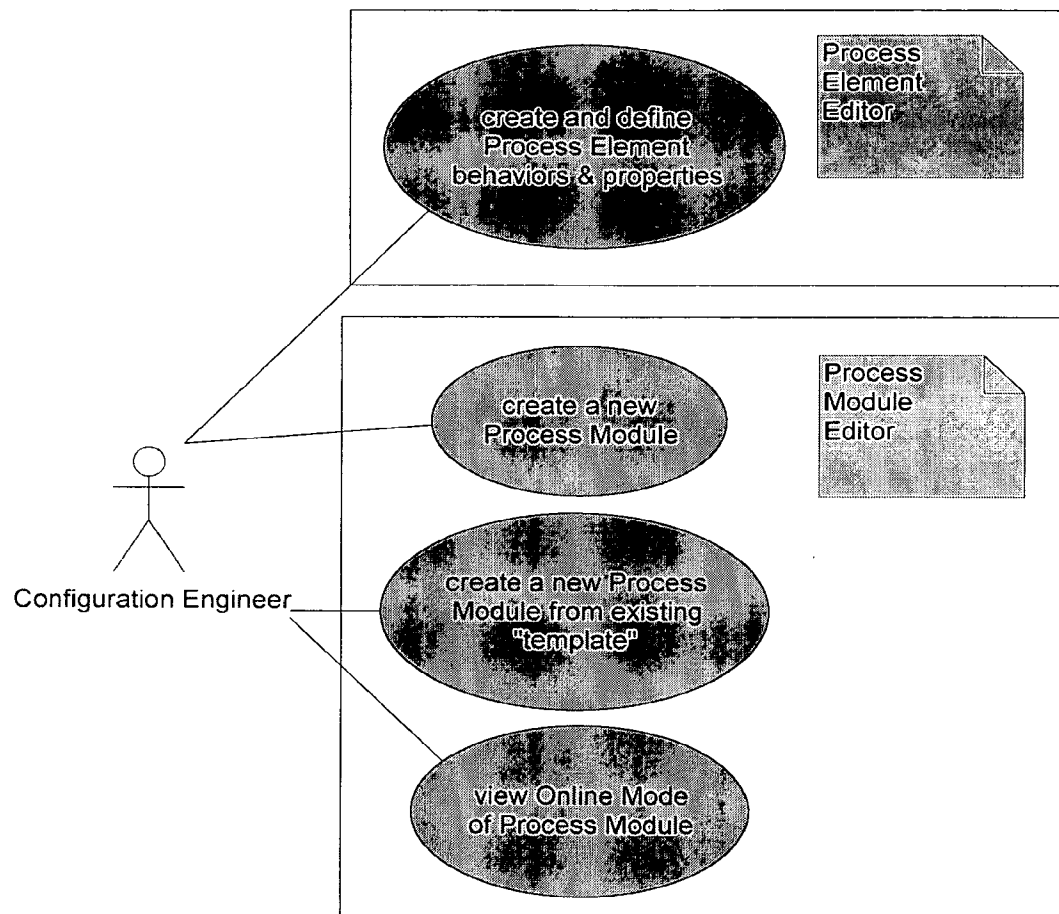 create and define
Process Element
behaviors & properties
Process
Element
Editor
create a new
Process Module
Process
Module
Editor
Configuration Engineer
create a new Process
Module from existing
"template"
view Online Mode
of Process Module